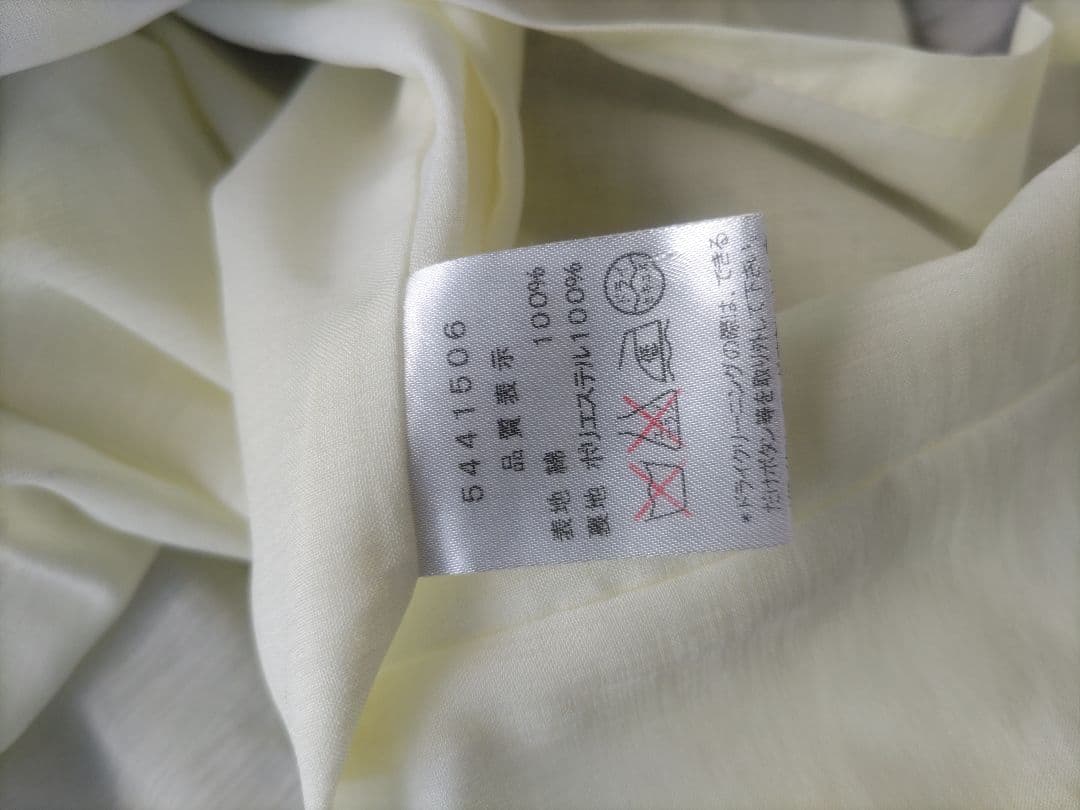 5441506
品質表示
表地 綿 100%
裏地 ポリエステル100%
中
*ドライクリーニングの際は、できる
だけボタン等を取り外して下さい